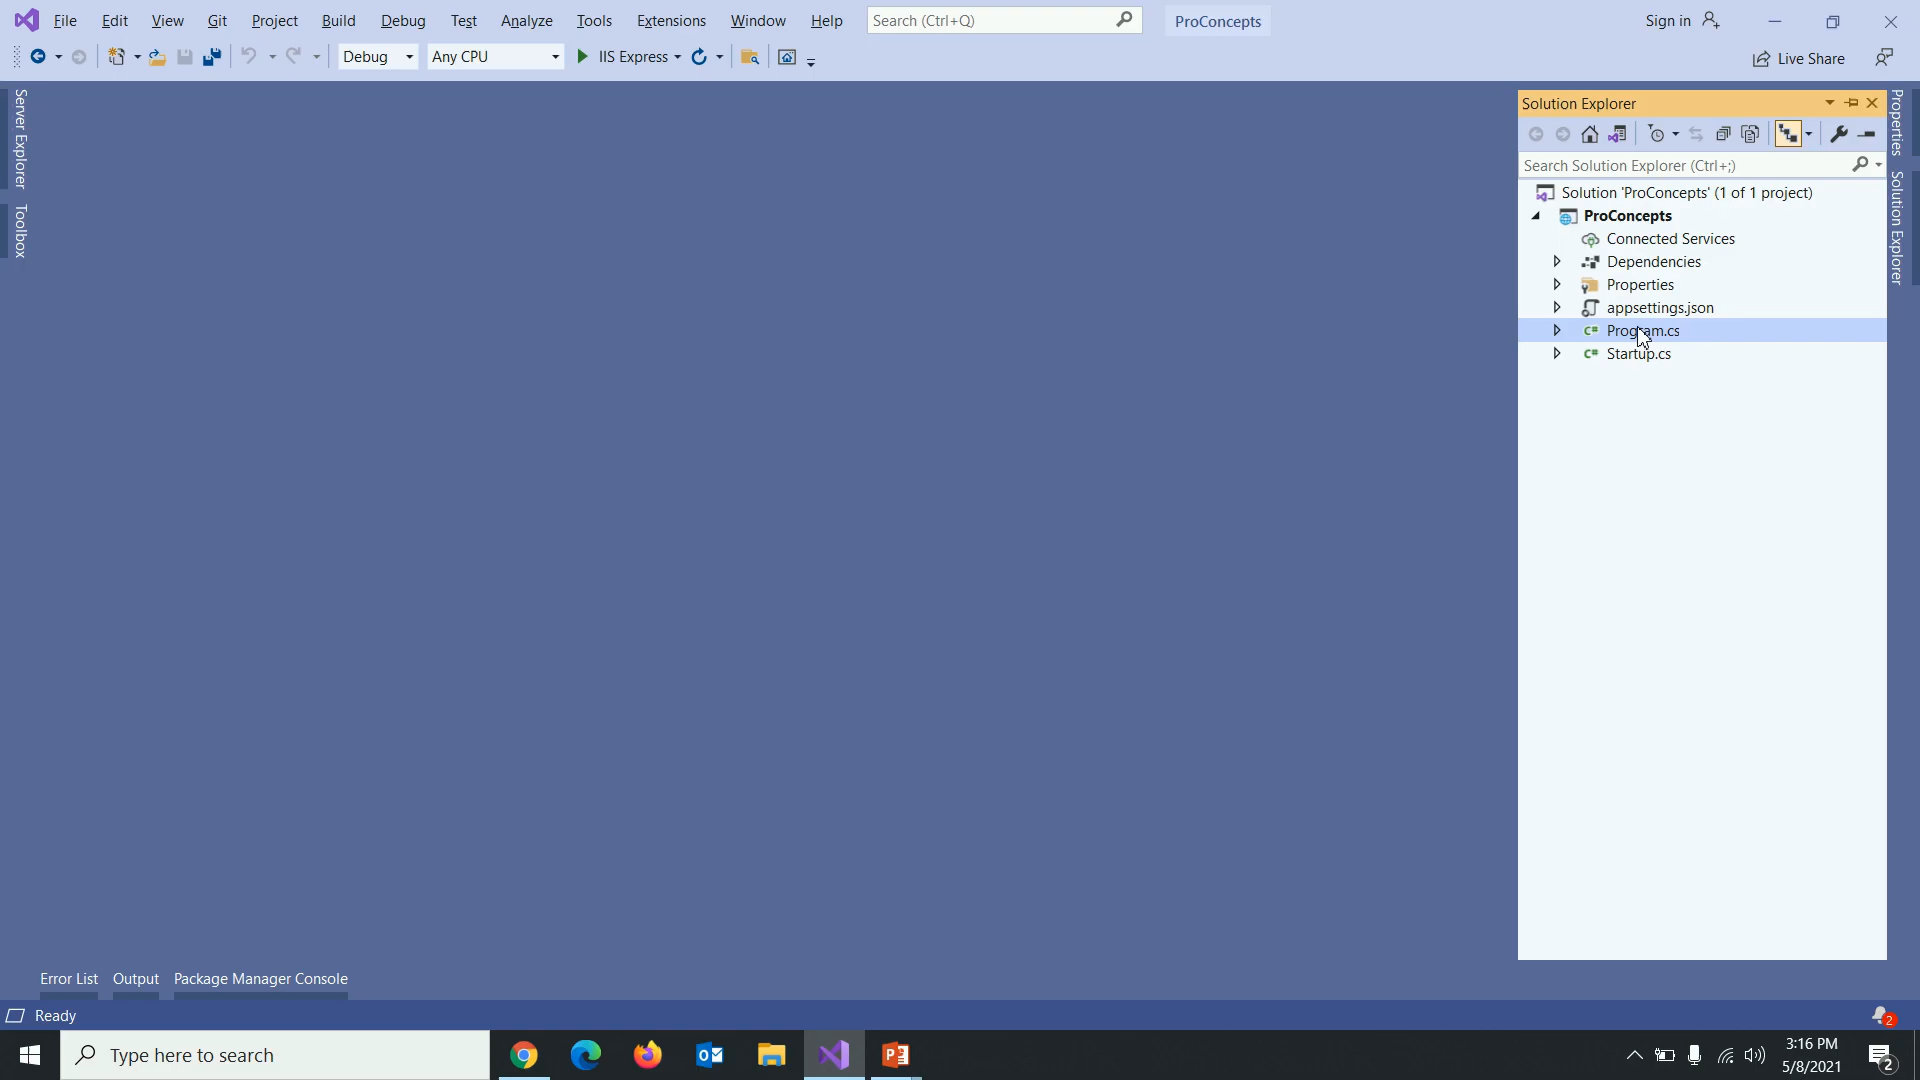 File Edit View Git Project Build Debug Test Analyze Tools Extensions Window Help Search (Ctrl+Q) ProConcepts Sign in
Debug Any CPU IIS Express Live Share
Server Explorer
Toolbox
Solution Explorer
Search Solution Explorer (Ctrl+;)
Solution 'ProConcepts' (1 of 1 project)
ProConcepts
Connected Services
Dependencies
Properties
appsettings.json
C# Program.cs
C# Startup.cs
Properties
Solution Explorer
Error List Output Package Manager Console
Ready 2
Type here to search 3:16 PM
5/8/2021 2